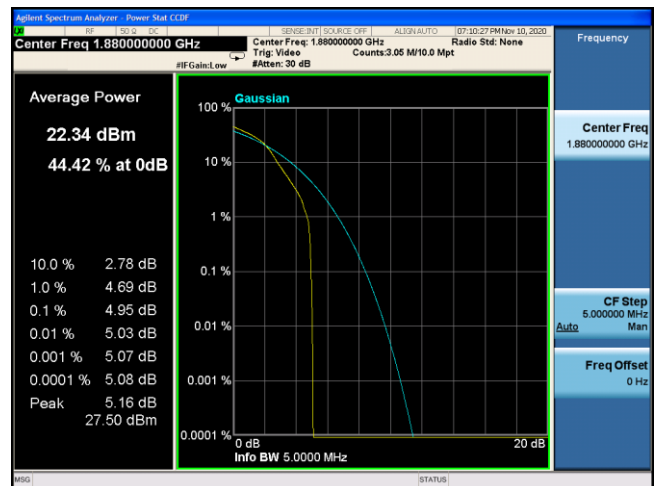 Agilent Spectrum Analyzer - Power Stat CCDF
RF 50 Ω DC SENSE:INT SOURCE OFF ALIGN AUTO 07:10:27 PM Nov 10, 2020
Center Freq 1.880000000 GHz
Center Freq: 1.880000000 GHz Radio Std: None
Trig: Video Counts:3.05 M/10.0 Mpt
#IFGain:Low #Atten: 30 dB
Frequency
Average Power
22.34 dBm
44.42 % at 0dB
10.0 % 2.78 dB
1.0 % 4.69 dB
0.1 % 4.95 dB
0.01 % 5.03 dB
0.001 % 5.07 dB
0.0001 % 5.08 dB
Peak 5.16 dB
27.50 dBm
Gaussian
100 %
10 %
1 %
0.1 %
0.01 %
0.001 %
0.0001 %
0 dB 20 dB
Info BW 5.0000 MHz
Center Freq
1.880000000 GHz
CF Step
5.000000 MHz
Auto Man
Freq Offset
0 Hz
MSG STATUS